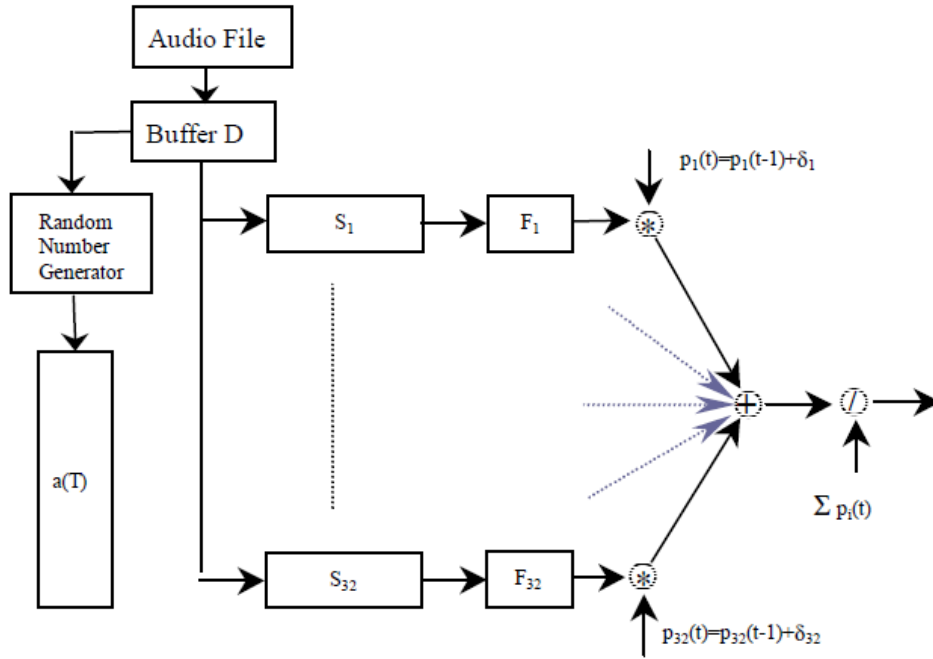 Audio File
Buffer D
Random
Number
Generator
a(T)
S₁
F₁
*
p₁(t)=p₁(t-1)+δ₁
+
/
Σ pᵢ(t)
S₃₂
F₃₂
*
p₃₂(t)=p₃₂(t-1)+δ₃₂